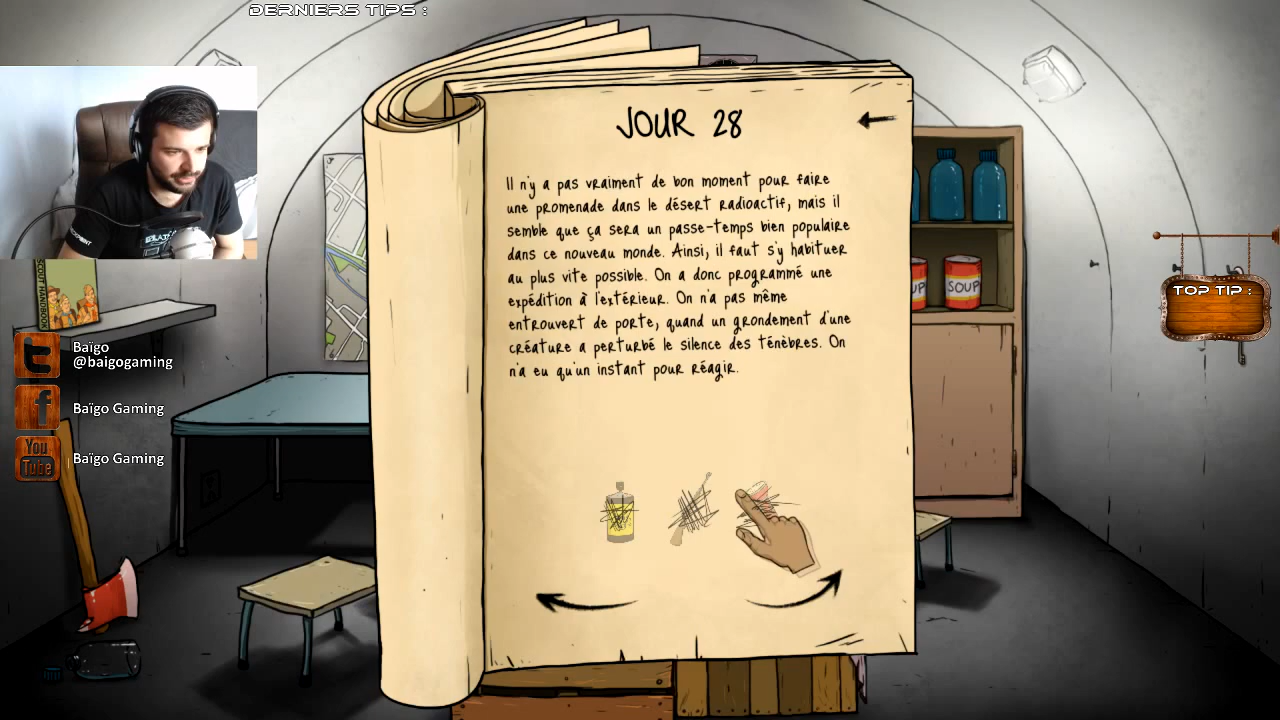 DERNIERS TIPS :
JOUR 28
Il n'y a pas vraiment de bon moment pour faire
une promenade dans le désert radioactif, mais il
semble que ça sera un passe-temps bien populaire
dans ce nouveau monde. Ainsi, il faut s'y habituer
au plus vite possible. On a donc programmé une
expédition à l'extérieur. On n'a pas même
entrouvert de porte, quand un grondement d'une
créature a perturbé le silence des ténèbres. On
n'a eu qu'un instant pour réagir.
SOUP
TOP TIP :
HANDBOOK
Baïgo
@baigogaming
Baïgo Gaming
You
Tube
Baïgo Gaming